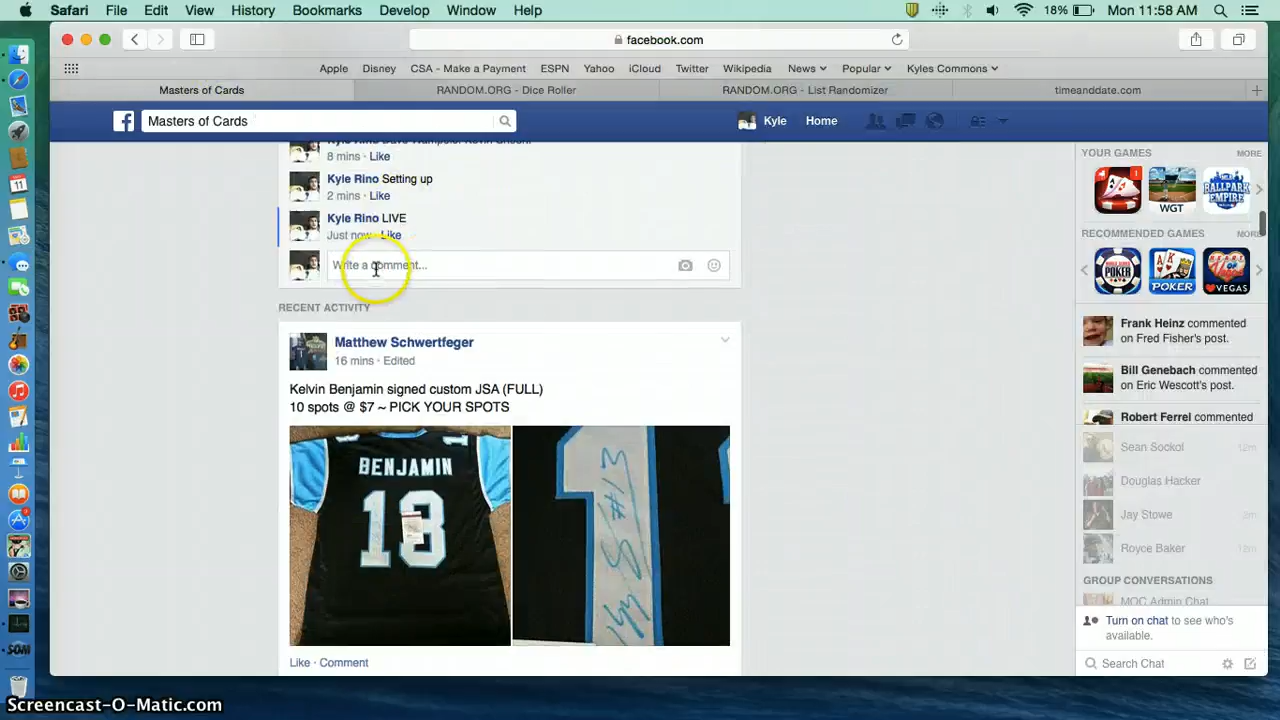 Safari File Edit View History Bookmarks Develop Window Help 18% Mon 11:58 AM
facebook.com
Apple Disney CSA - Make a Payment ESPN Yahoo iCloud Twitter Wikipedia News Popular Kyles Commons
Masters of Cards RANDOM.ORG - Dice Roller RANDOM.ORG - List Randomizer timeanddate.com
Masters of Cards Kyle Home
8 mins · Like
Kyle Rino Setting up
2 mins · Like
Kyle Rino LIVE
Just now · Like
Write a comment...
RECENT ACTIVITY
Matthew Schwertfeger
16 mins · Edited
Kelvin Benjamin signed custom JSA (FULL)
10 spots @ $7 ~ PICK YOUR SPOTS
BENJAMIN
13
Like · Comment
YOUR GAMES MORE
WGT
BALLPARK EMPIRE
RECOMMENDED GAMES MORE
POKER
VEGAS
Frank Heinz commented
on Fred Fisher's post.
Bill Genebach commented
on Eric Wescott's post.
Robert Ferrel commented
Sean Sockol 12m
Douglas Hacker
Jay Stowe 2m
Royce Baker 12m
GROUP CONVERSATIONS
MOC Admin Chat
Turn on chat to see who's
available.
Search Chat
SOM
Screencast-O-Matic.com